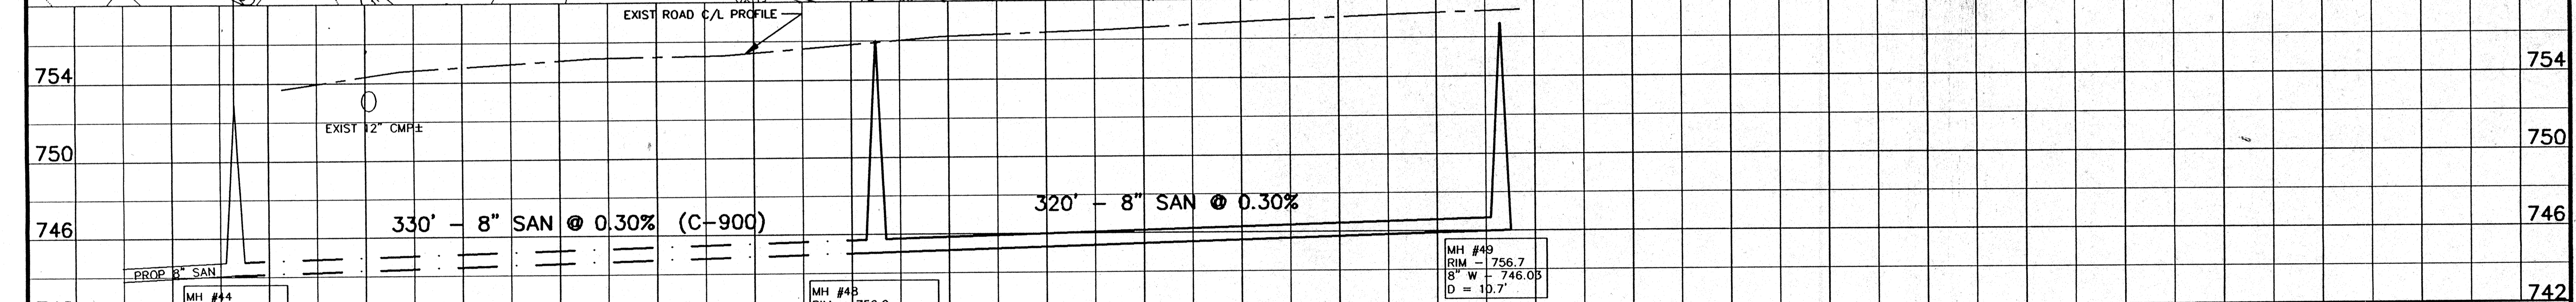 EXIST ROAD C/L PROFILE
754
754
EXIST 12" CMP±
750
750
320' - 8" SAN @ 0.30%
330' - 8" SAN @ 0.30% (C-900)
746
746
PROP 8" SAN
MH #49
RIM - 756.7
8" W - 746.03
D = 10.7'
MH #44
MH #48
742